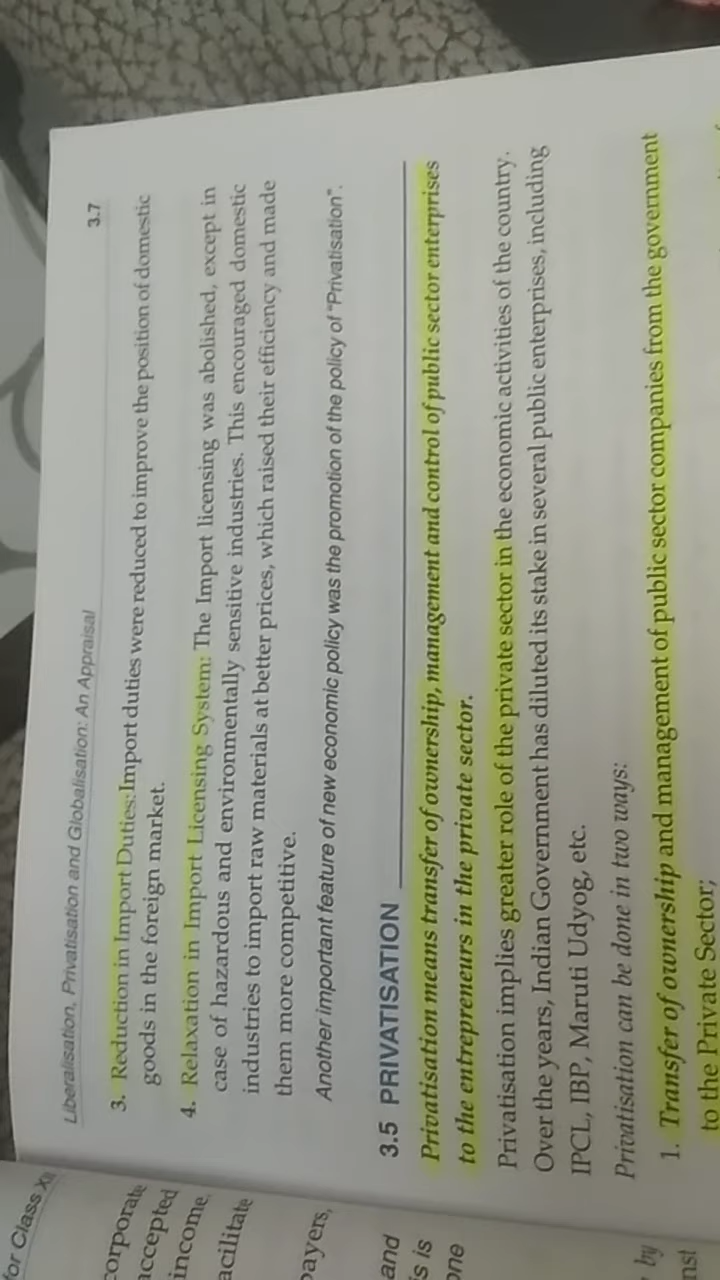 for Class XII
corporate
accepted
income.
acilitate
payers,
and
is is
one
by
nst
Liberalisation, Privatisation and Globalisation: An Appraisal 3.7
3. Reduction in Import Duties: Import duties were reduced to improve the position of domestic
goods in the foreign market.
4. Relaxation in Import Licensing System: The Import licensing was abolished, except in
case of hazardous and environmentally sensitive industries. This encouraged domestic
industries to import raw materials at better prices, which raised their efficiency and made
them more competitive.
Another important feature of new economic policy was the promotion of the policy of "Privatisation".
3.5 PRIVATISATION
Privatisation means transfer of ownership, management and control of public sector enterprises
to the entrepreneurs in the private sector.
Privatisation implies greater role of the private sector in the economic activities of the country.
Over the years, Indian Government has diluted its stake in several public enterprises, including
IPCL, IBP, Maruti Udyog, etc.
Privatisation can be done in two ways:
1. Transfer of ownership and management of public sector companies from the government
to the Private Sector;